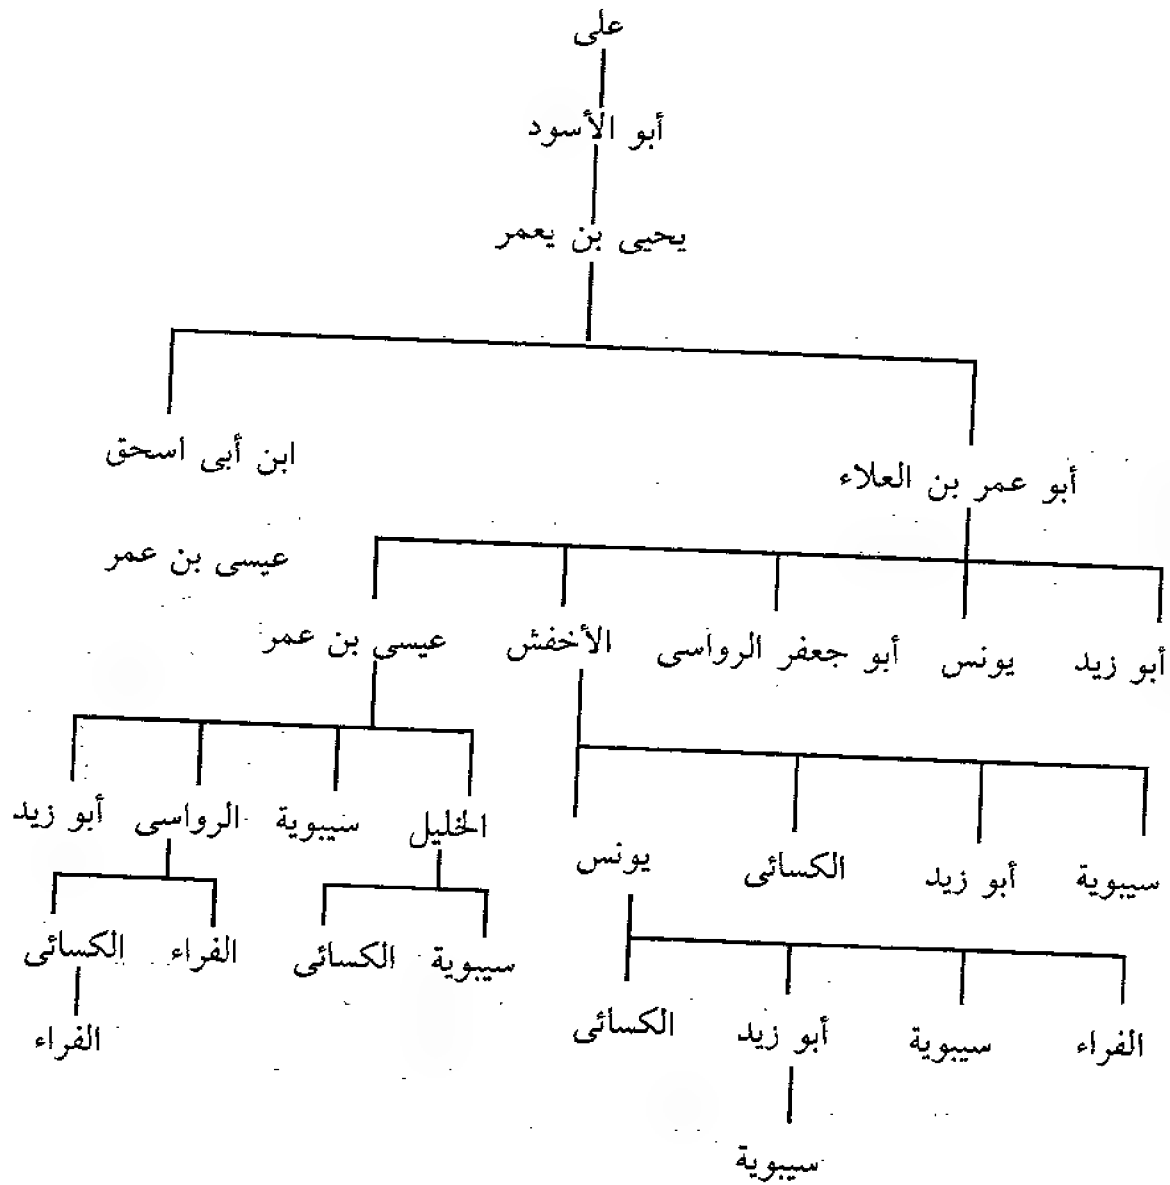 على
أبو الأسود
يحيى بن يعمر
أبو عمر بن العلاء
ابن أبى اسحق
عيسى بن عمر
أبو زيد
يونس
أبو جعفر الرواسى
الأخفش
عيسى بن عمر
الخليل
سيبوية
الرواسى
أبو زيد
سيبوية
أبو زيد
الكسائى
يونس
سيبوية
الكسائى
الفراء
الكسائى
الفراء
سيبوية
أبو زيد
الكسائى
الفراء
سيبوية